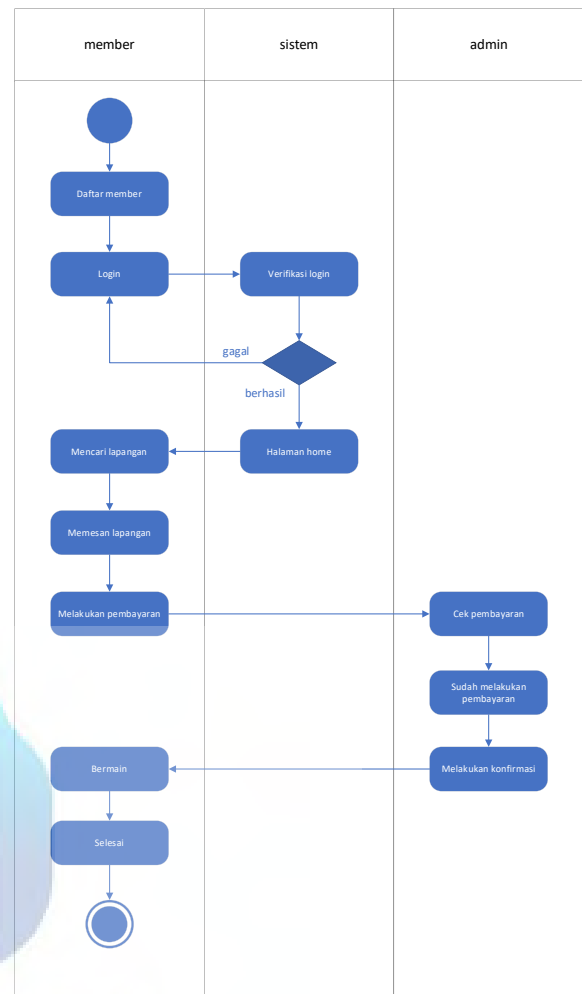 member
sistem
admin
Daftar member
Login
Verifikasi login
gagal
berhasil
Mencari lapangan
Halaman home
Memesan lapangan
Melakukan pembayaran
Cek pembayaran
Sudah melakukan
pembayaran
Bermain
Melakukan konfirmasi
Selesai